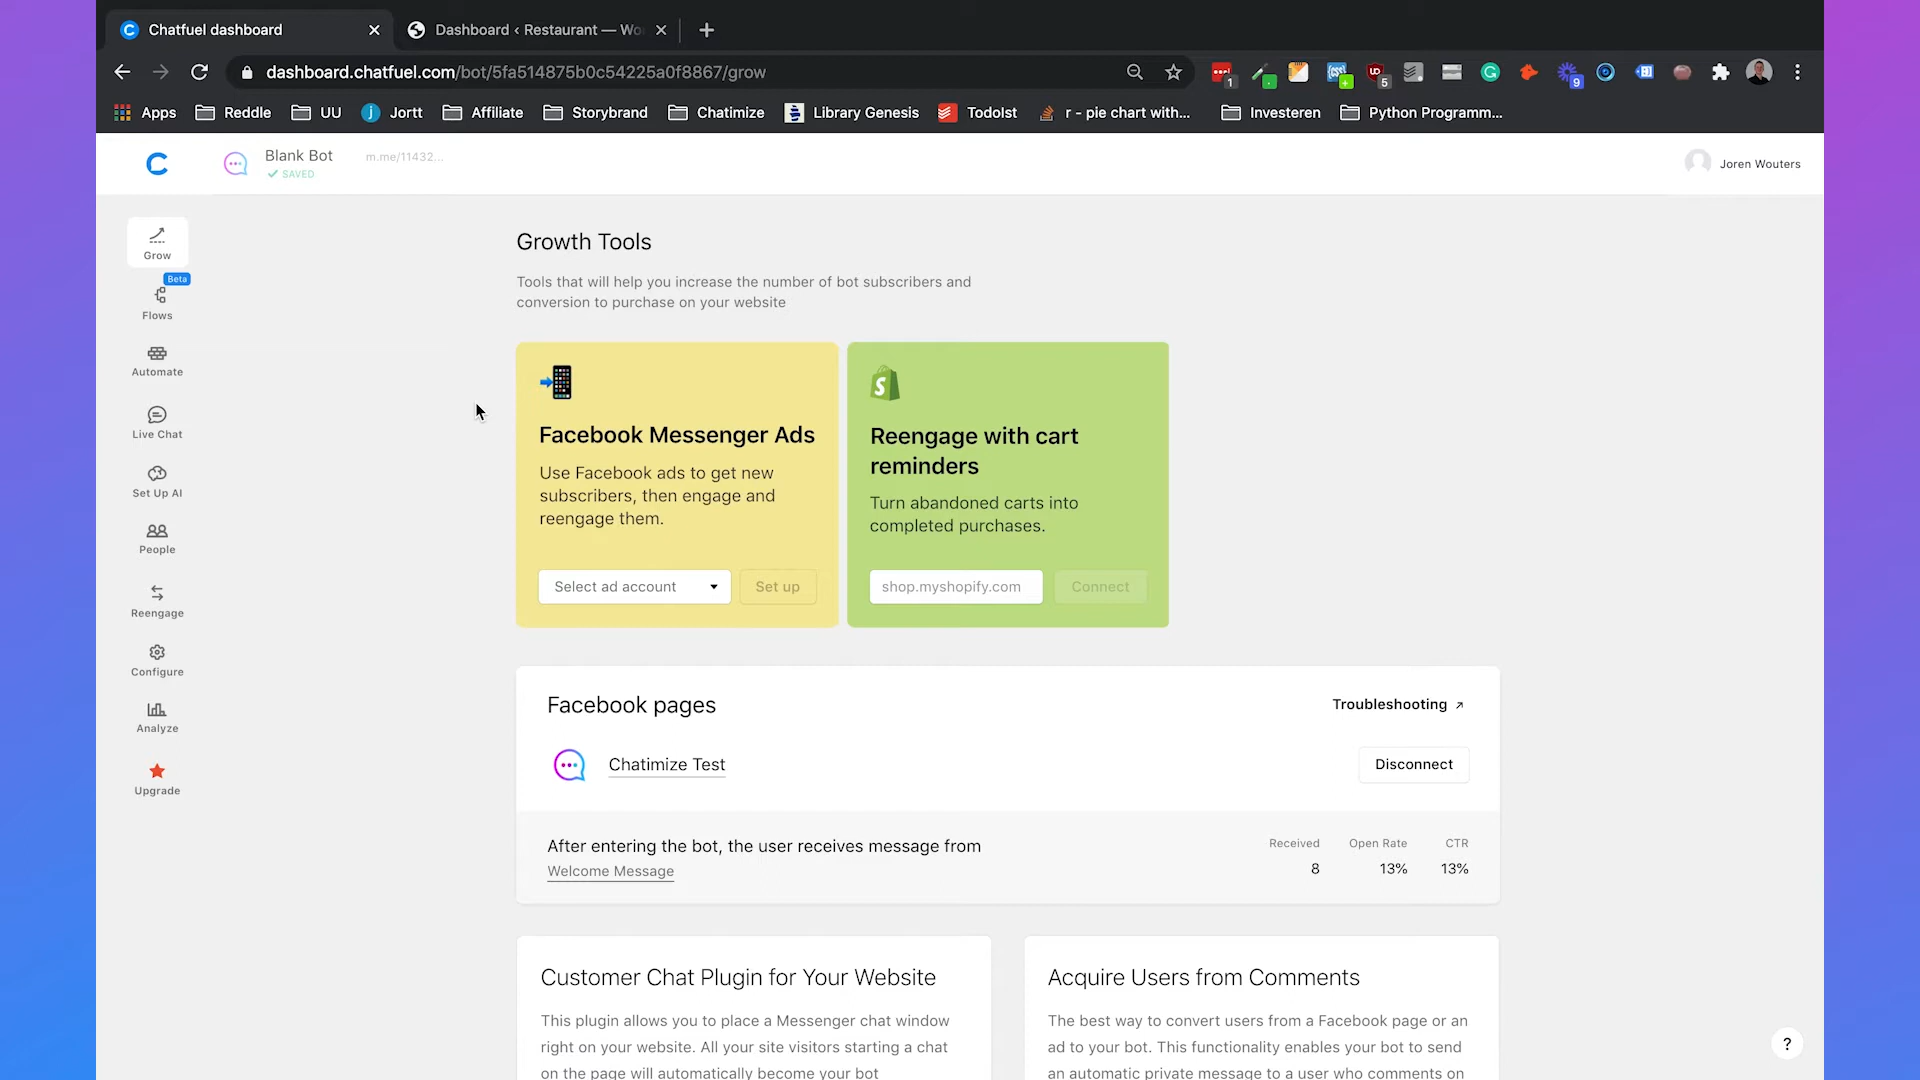 Chatfuel dashboard
Dashboard ‹ Restaurant — Wo
dashboard.chatfuel.com/bot/5fa514875b0c54225a0f8867/grow
1
5
9
Apps
Reddle
UU
Jortt
Affiliate
Storybrand
Chatimize
Library Genesis
TodoIst
r - pie chart with...
Investeren
Python Programm...
Blank Bot
m.me/11432...
SAVED
Joren Wouters
Grow
Beta
Flows
Automate
Live Chat
Set Up AI
People
Reengage
Configure
Analyze
Upgrade
Growth Tools
Tools that will help you increase the number of bot subscribers and
conversion to purchase on your website
Facebook Messenger Ads
Use Facebook ads to get new
subscribers, then engage and
reengage them.
Select ad account
Set up
Reengage with cart
reminders
Turn abandoned carts into
completed purchases.
shop.myshopify.com
Connect
Facebook pages
Troubleshooting
Chatimize Test
Disconnect
After entering the bot, the user receives message from
Welcome Message
Received
Open Rate
CTR
8
13%
13%
Customer Chat Plugin for Your Website
This plugin allows you to place a Messenger chat window
right on your website. All your site visitors starting a chat
on the page will automatically become your bot
Acquire Users from Comments
The best way to convert users from a Facebook page or an
ad to your bot. This functionality enables your bot to send
an automatic private message to a user who comments on
?